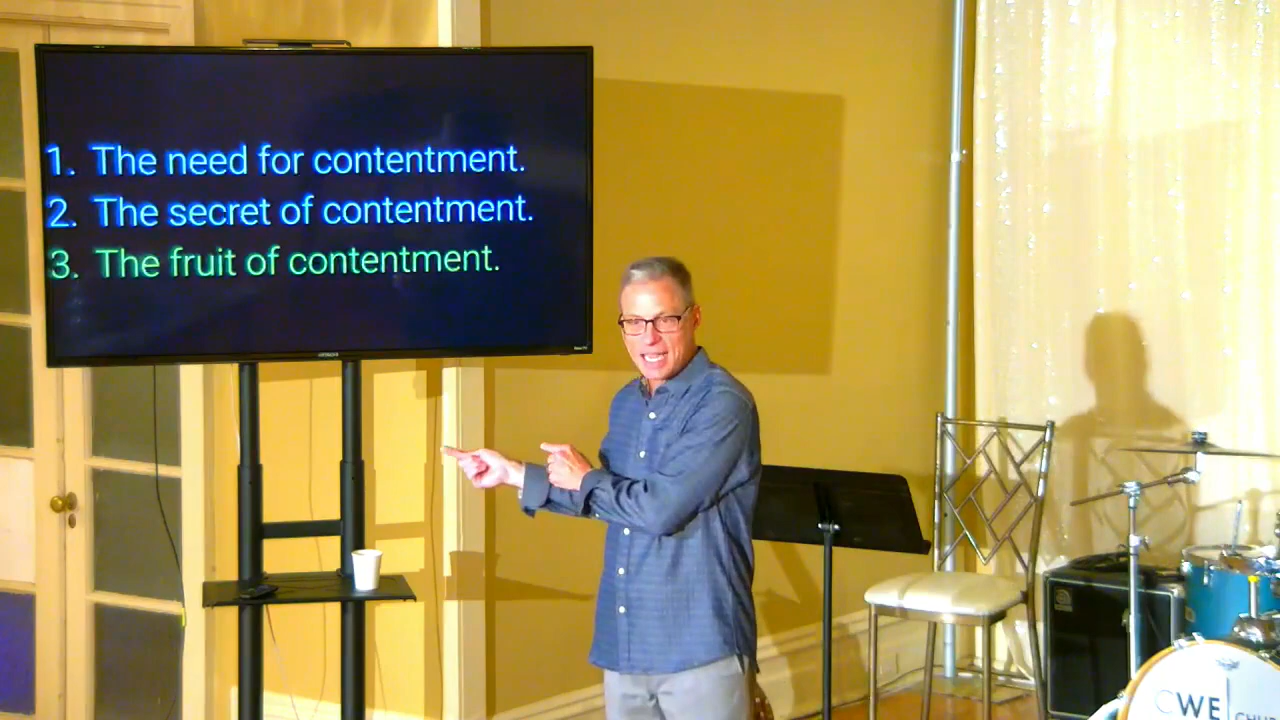 1. The need for contentment.
2. The secret of contentment.
3. The fruit of contentment.
CWE